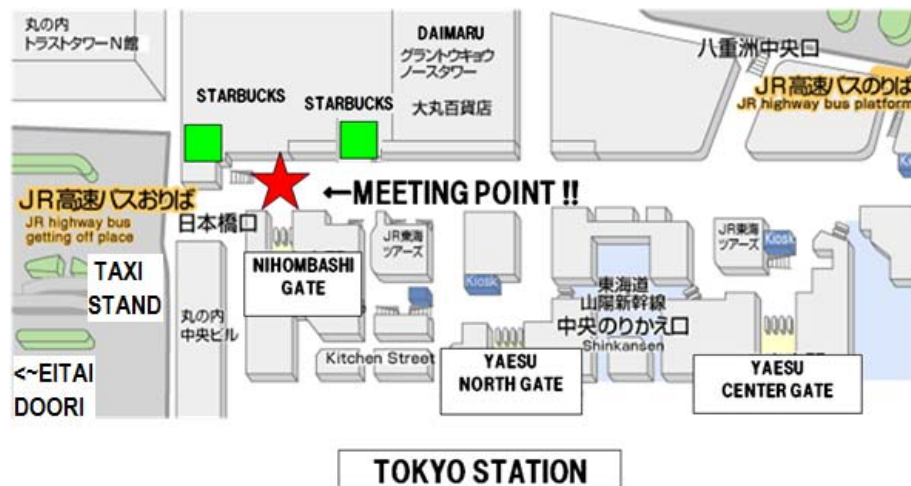 丸の内
トラストタワーN館
DAIMARU
グラントウキョウ
ノースタワー
大丸百貨店
八重洲中央口
JR高速バスのりば
JR highway bus platform
STARBUCKS
STARBUCKS
←MEETING POINT !!
JR高速バスおりば
JR highway bus
getting off place
日本橋口
TAXI
STAND
<~EITAI
DOORI
丸の内
中央ビル
NIHOMBASHI
GATE
JR東海
ツアーズ
Kiosk
Kitchen Street
東海道
山陽新幹線
中央のりかえ口
Shinkansen
YAESU
NORTH GATE
JR東海
ツアーズ
Kiosk
YAESU
CENTER GATE
TOKYO STATION